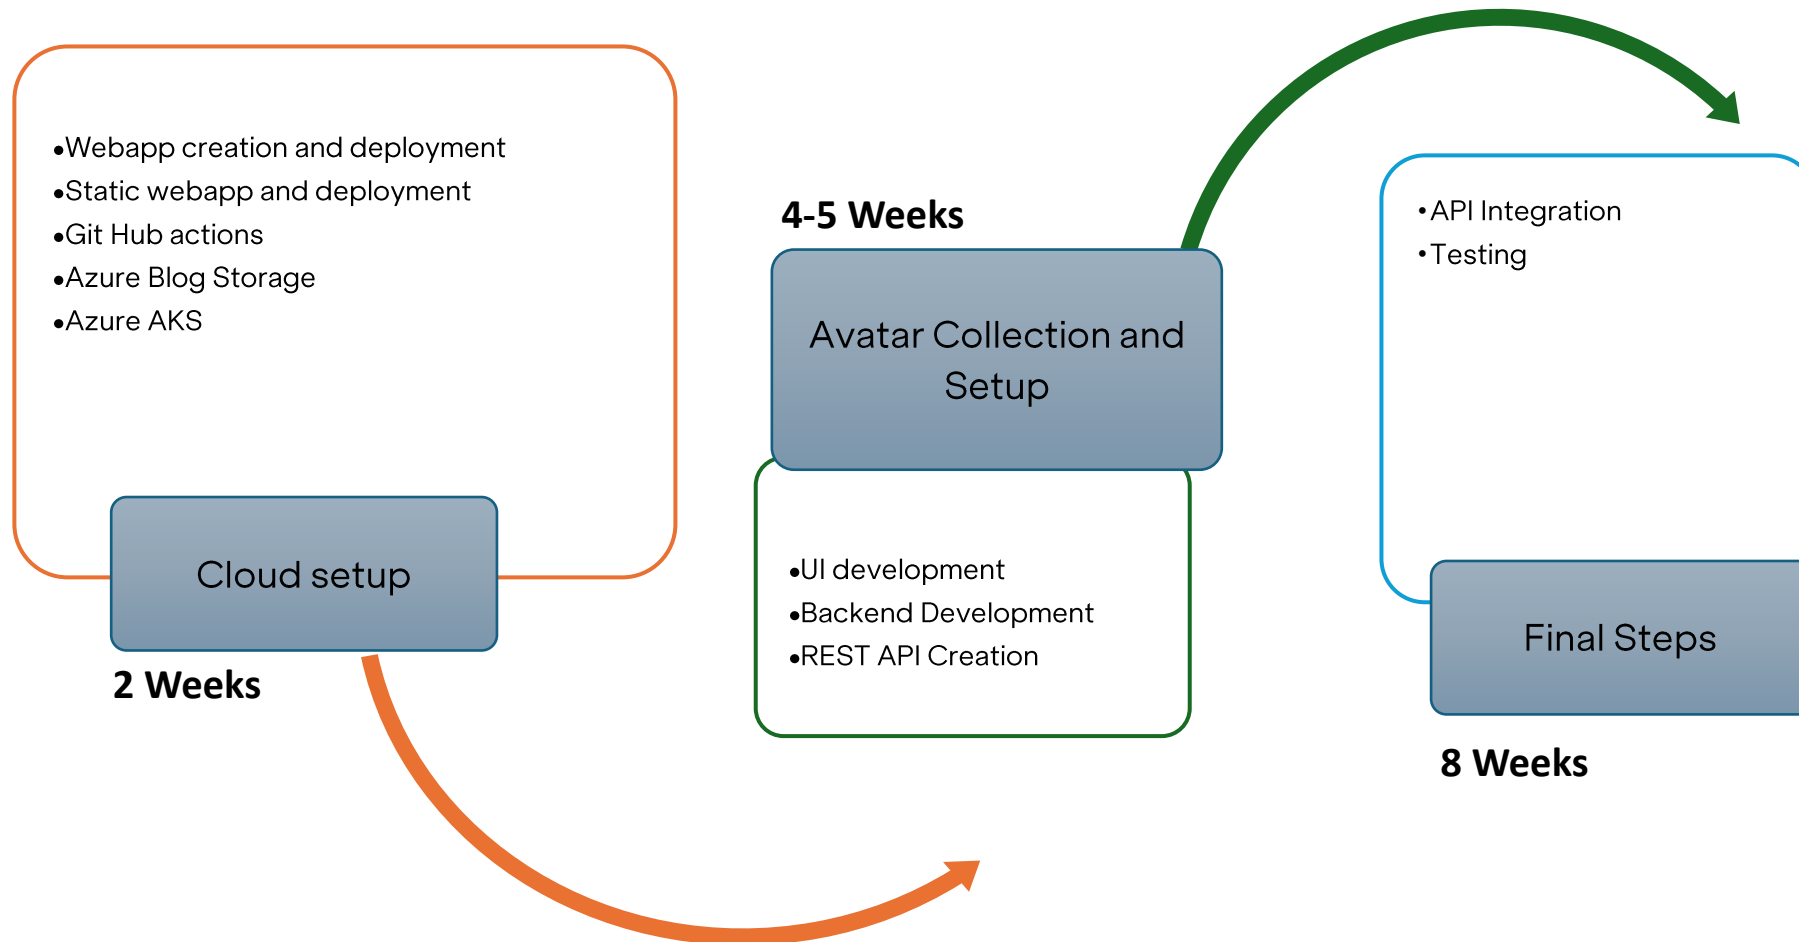 •Webapp creation and deployment
•Static webapp and deployment
•Git Hub actions
•Azure Blog Storage
•Azure AKS
Cloud setup
2 Weeks
4-5 Weeks
Avatar Collection and
Setup
•UI development
•Backend Development
•REST API Creation
•API Integration
•Testing
Final Steps
8 Weeks